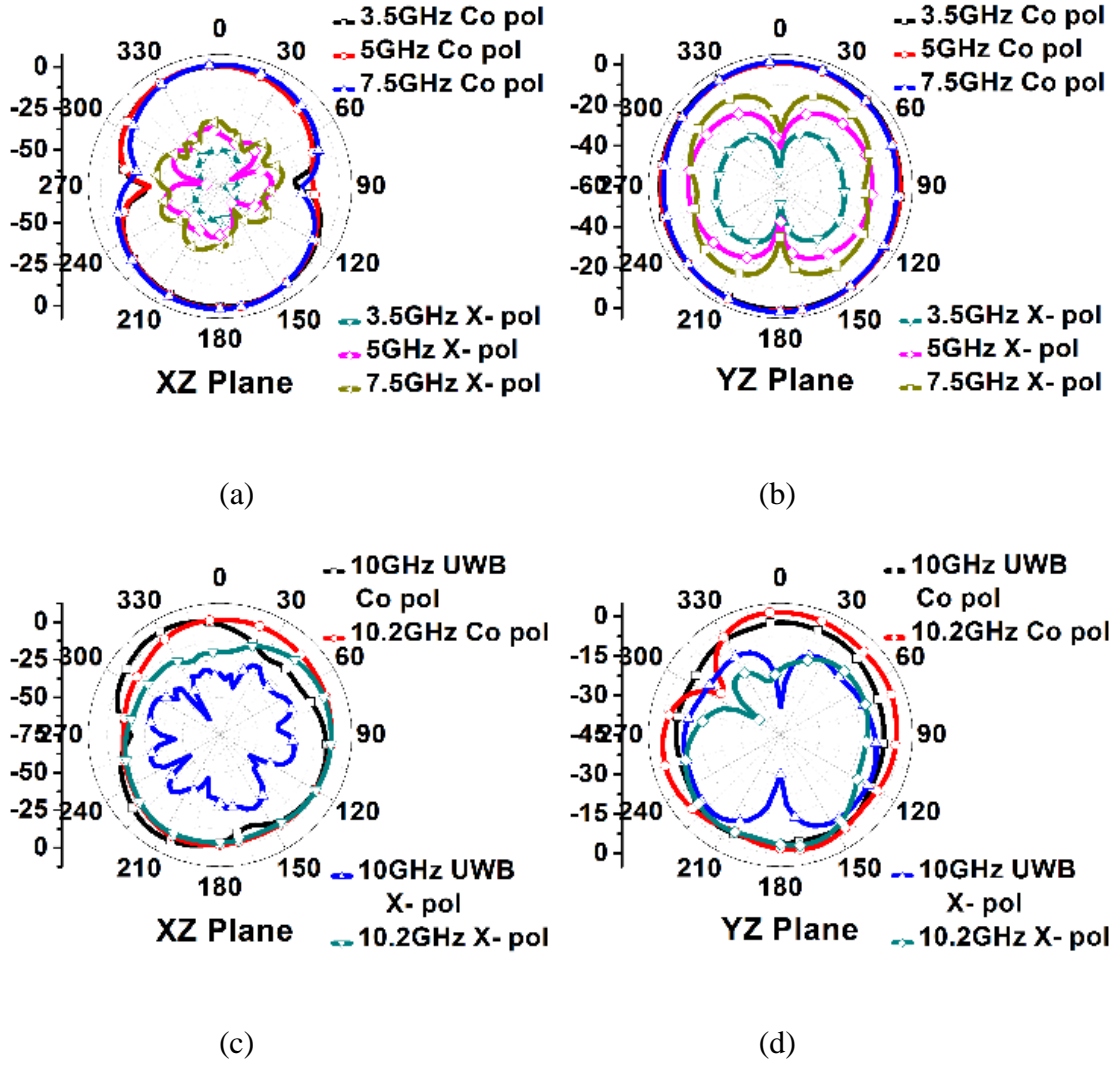 3.5GHz Co pol
5GHz Co pol
7.5GHz Co pol
0
330
30
300
60
270
90
240
120
210
150
180
0
-25
-50
-50
-25
0
3.5GHz X- pol
5GHz X- pol
7.5GHz X- pol
XZ Plane
(a)
3.5GHz Co pol
5GHz Co pol
7.5GHz Co pol
0
330
30
300
60
270
90
240
120
210
150
180
0
-20
-40
-60
-40
-20
0
3.5GHz X- pol
5GHz X- pol
7.5GHz X- pol
YZ Plane
(b)
10GHz UWB
Co pol
10.2GHz Co pol
0
330
30
300
60
270
90
240
120
210
150
180
0
-25
-50
-75
-50
-25
0
10GHz UWB
X- pol
10.2GHz X- pol
XZ Plane
(c)
10GHz UWB
Co pol
10.2GHz Co pol
0
330
30
300
60
270
90
240
120
210
150
180
0
-15
-30
-45
-30
-15
0
10GHz UWB
X- pol
10.2GHz X- pol
YZ Plane
(d)